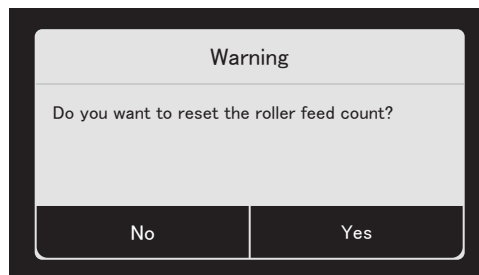 Warning
Do you want to reset the roller feed count?
No
Yes